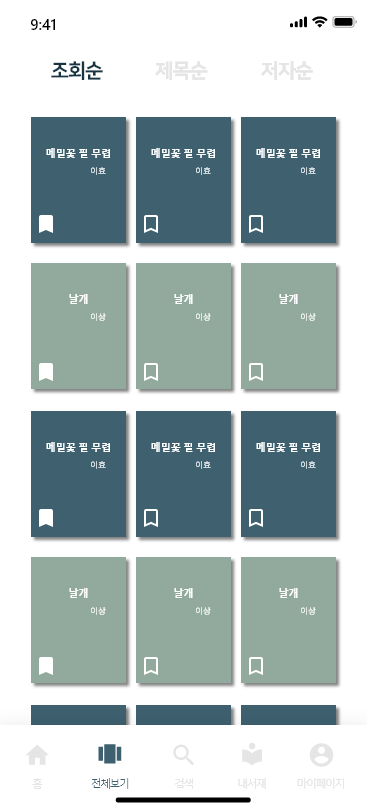 9:41
조회순 제목순 저자순
메밀꽃 필 무렵 메밀꽃 필 무렵 메밀꽃 필 무렵
이효 이효 이효
날개 날개 날개
이상 이상 이상
메밀꽃 필 무렵 메밀꽃 필 무렵 메밀꽃 필 무렵
이효 이효 이효
날개 날개 날개
이상 이상 이상
홈 전체보기 검색 내서재 마이페이지